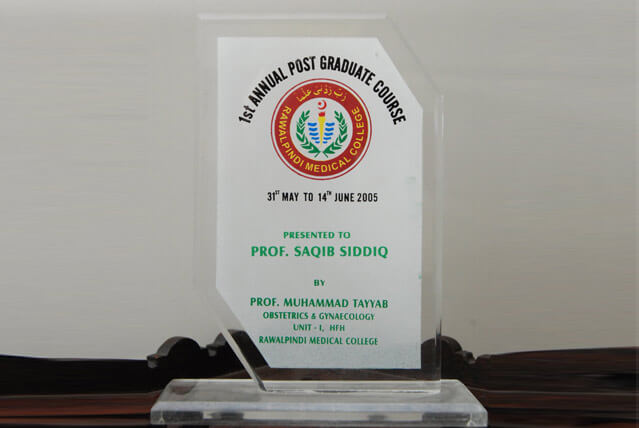 1st ANNUAL POST GRADUATE COURSE
رَبِّ زِدْنِی عِلْمًا
RAWALPINDI MEDICAL COLLEGE
31ST MAY TO 14TH JUNE 2005
PRESENTED TO
PROF. SAQIB SIDDIQ
BY
PROF. MUHAMMAD TAYYAB
OBSTETRICS & GYNAECOLOGY
UNIT - I, HFH
RAWALPINDI MEDICAL COLLEGE